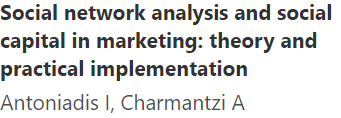 Social network analysis and social
capital in marketing: theory and
practical implementation
Antoniadis I, Charmantzi A